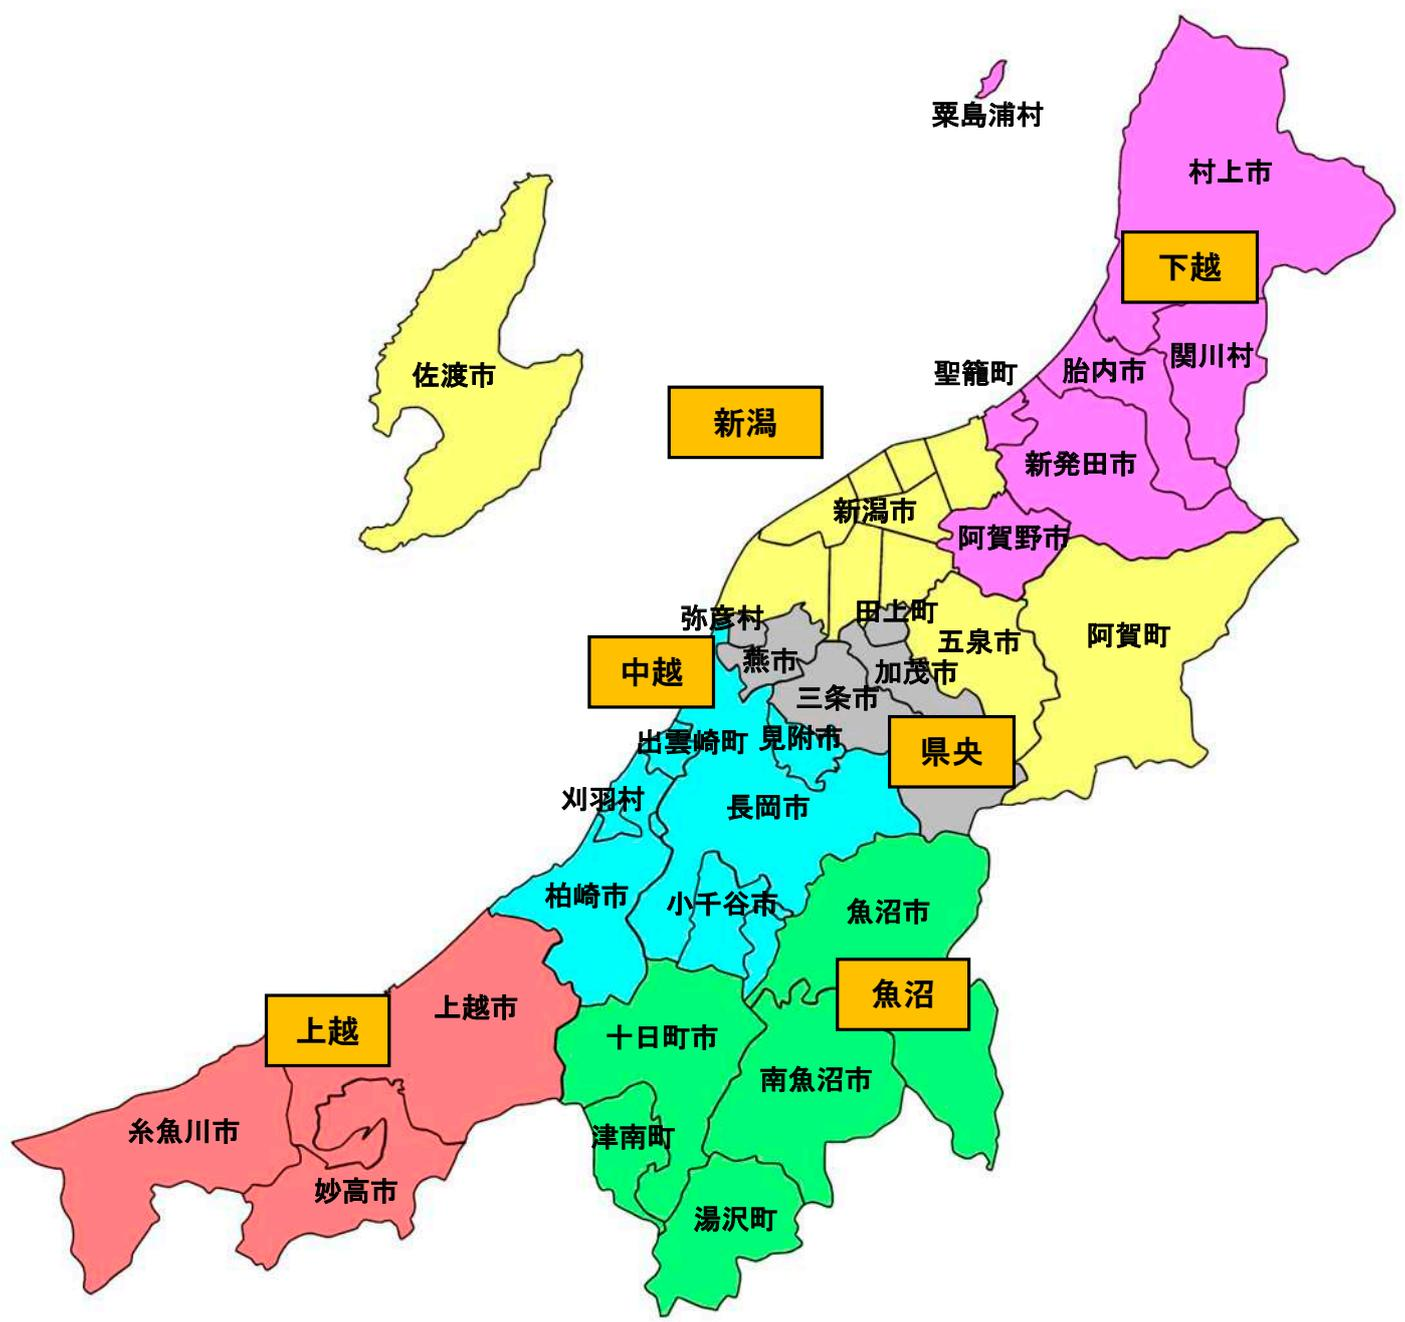 粟島浦村
村上市
下越
関川村
胎内市
聖籠町
佐渡市
新潟
新発田市
新潟市
阿賀野市
弥彦村
田上町
五泉市
阿賀町
燕市
加茂市
中越
三条市
出雲崎町
見附市
県央
刈羽村
長岡市
柏崎市
小千谷市
魚沼市
魚沼
上越市
上越
十日町市
南魚沼市
糸魚川市
津南町
妙高市
湯沢町